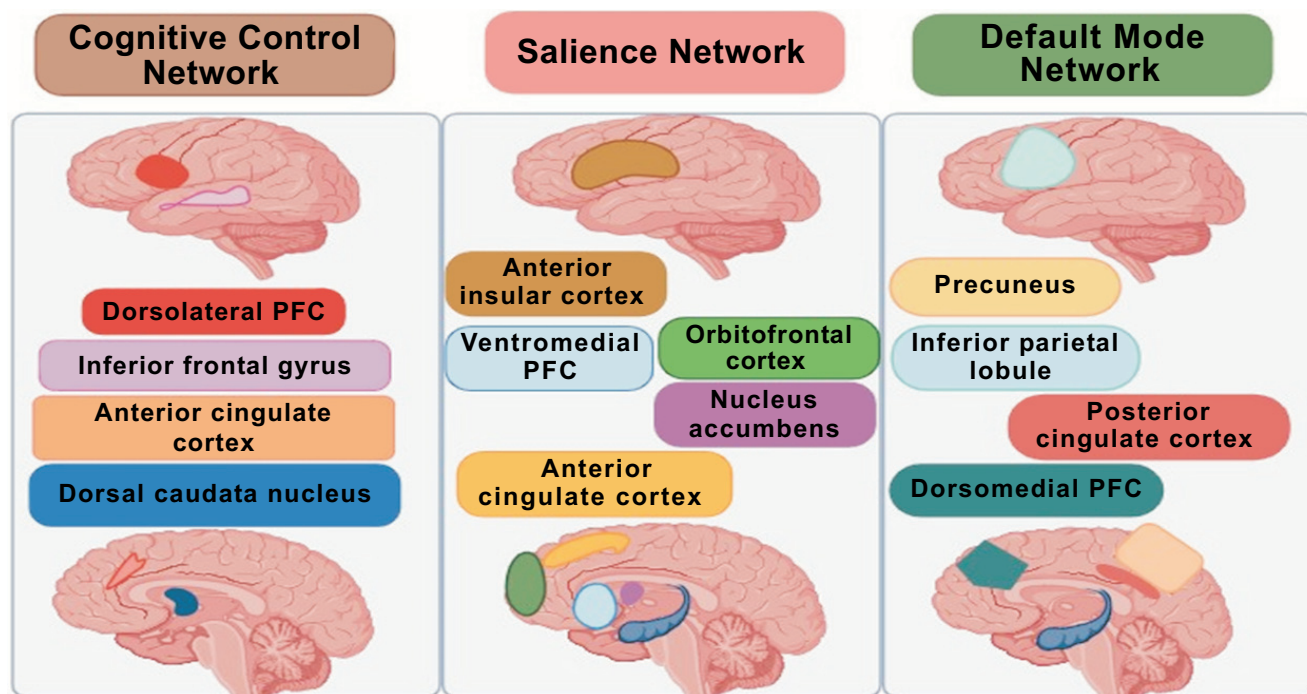 Cognitive Control
Network
Salience Network
Default Mode
Network
Dorsolateral PFC
Inferior frontal gyrus
Anterior cingulate
cortex
Dorsal caudata nucleus
Anterior
insular cortex
Ventromedial
PFC
Orbitofrontal
cortex
Nucleus
accumbens
Anterior
cingulate cortex
Precuneus
Inferior parietal
lobule
Posterior
cingulate cortex
Dorsomedial PFC